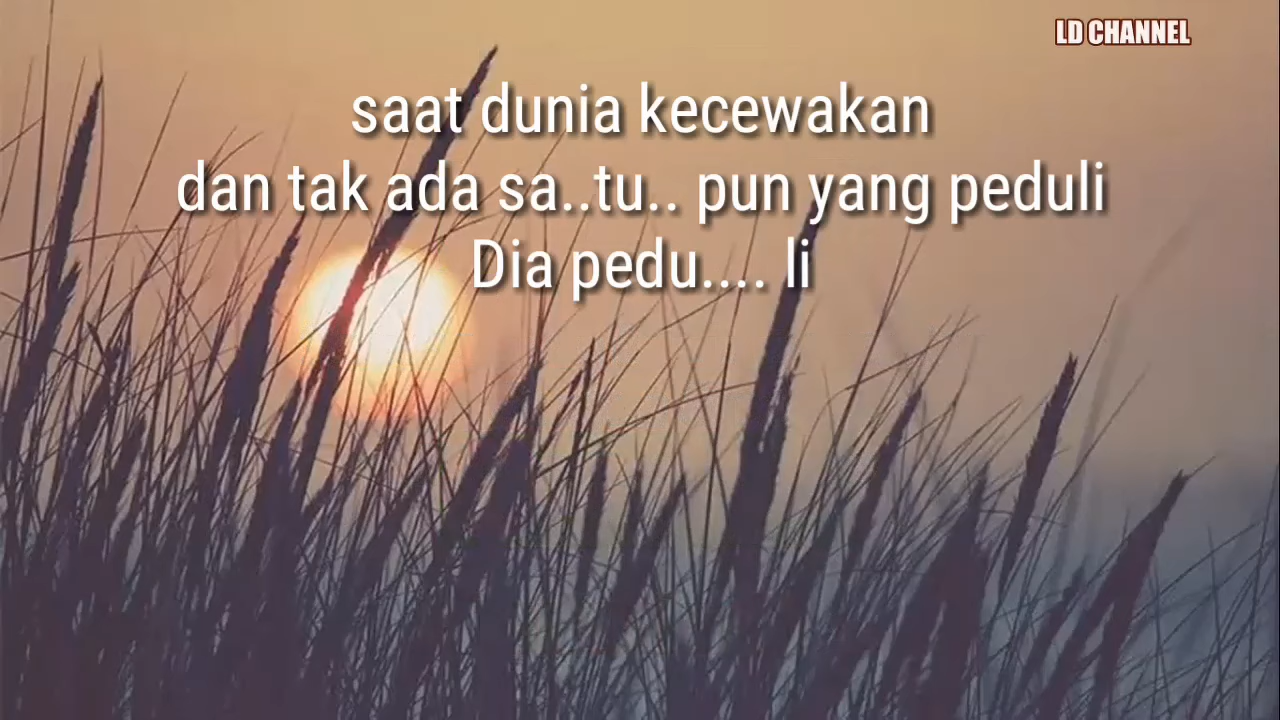 LD CHANNEL
saat dunia kecewakan
dan tak ada sa..tu.. pun yang peduli
Dia pedu.... li